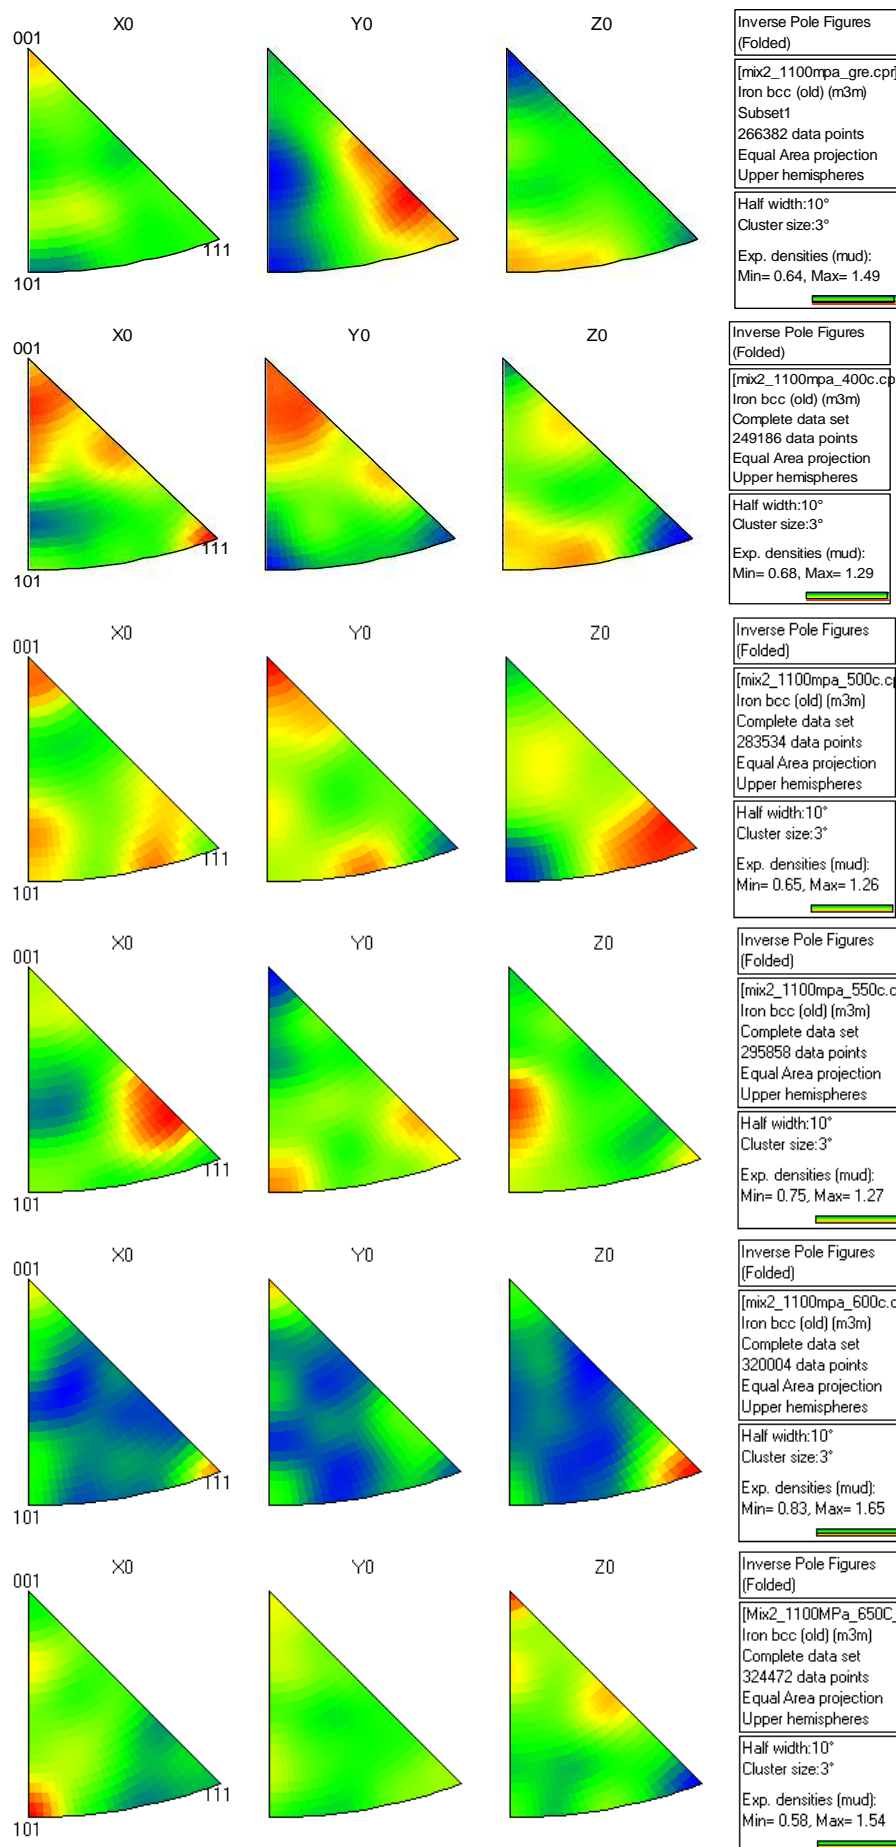 X0 Y0 Z0
001
111
101
Inverse Pole Figures
(Folded)
[mix2_1100mpa_gre.cpr]
Iron bcc (old) (m3m)
Subset1
266382 data points
Equal Area projection
Upper hemispheres
Half width:10°
Cluster size:3°
Exp. densities (mud):
Min= 0.64, Max= 1.49
X0 Y0 Z0
001
111
101
Inverse Pole Figures
(Folded)
[mix2_1100mpa_400c.cp
Iron bcc (old) (m3m)
Complete data set
249186 data points
Equal Area projection
Upper hemispheres
Half width:10°
Cluster size:3°
Exp. densities (mud):
Min= 0.68, Max= 1.29
X0 Y0 Z0
001
111
101
Inverse Pole Figures
(Folded)
[mix2_1100mpa_500c.cp
Iron bcc (old) (m3m)
Complete data set
283534 data points
Equal Area projection
Upper hemispheres
Half width:10°
Cluster size:3°
Exp. densities (mud):
Min= 0.65, Max= 1.26
X0 Y0 Z0
001
111
101
Inverse Pole Figures
(Folded)
[mix2_1100mpa_550c.c
Iron bcc (old) (m3m)
Complete data set
295858 data points
Equal Area projection
Upper hemispheres
Half width:10°
Cluster size:3°
Exp. densities (mud):
Min= 0.75, Max= 1.27
X0 Y0 Z0
001
111
101
Inverse Pole Figures
(Folded)
[mix2_1100mpa_600c.c
Iron bcc (old) (m3m)
Complete data set
320004 data points
Equal Area projection
Upper hemispheres
Half width:10°
Cluster size:3°
Exp. densities (mud):
Min= 0.83, Max= 1.65
X0 Y0 Z0
001
111
101
Inverse Pole Figures
(Folded)
[Mix2_1100MPa_650C_
Iron bcc (old) (m3m)
Complete data set
324472 data points
Equal Area projection
Upper hemispheres
Half width:10°
Cluster size:3°
Exp. densities (mud):
Min= 0.58, Max= 1.54